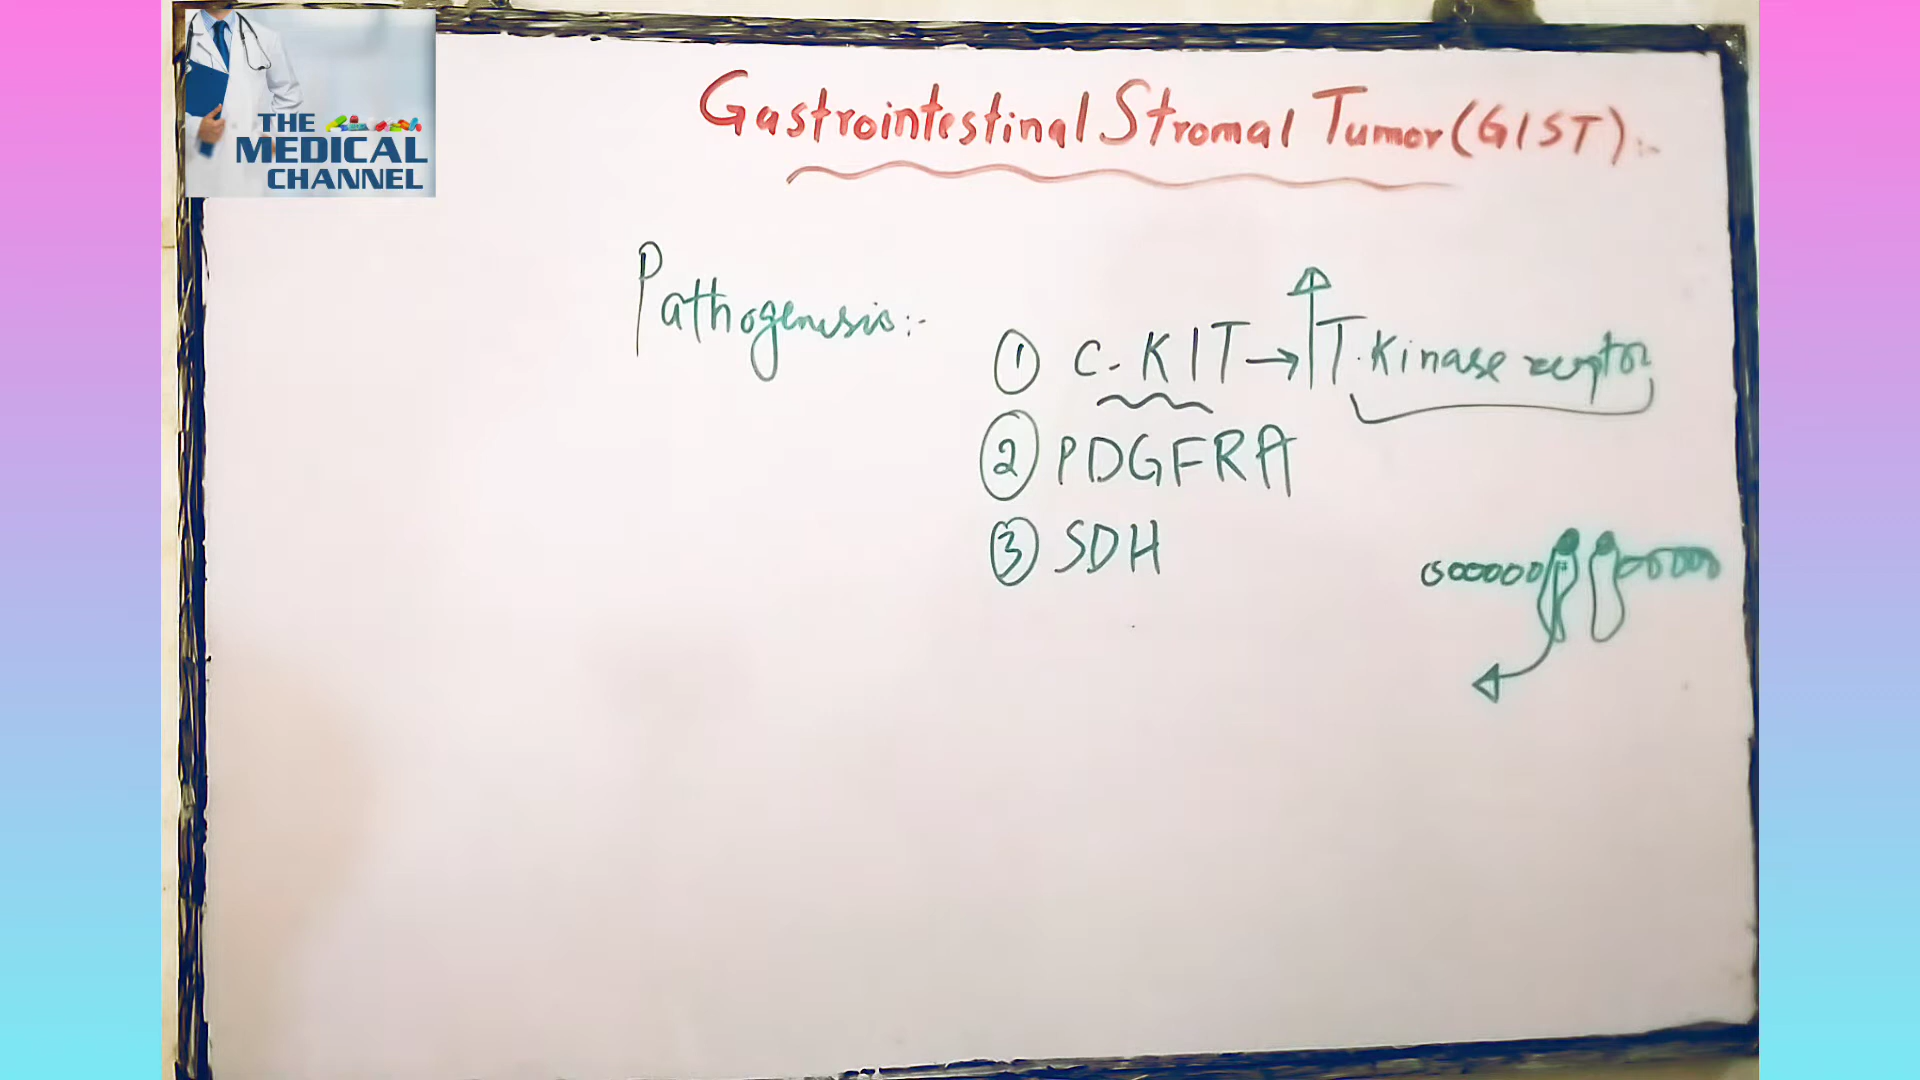 THE
MEDICAL
CHANNEL
Gastrointestinal Stromal Tumor (GIST):-
Pathogenesis:-
① C-KIT → ↑ T. Kinase receptor
② PDGFRA
③ SDH